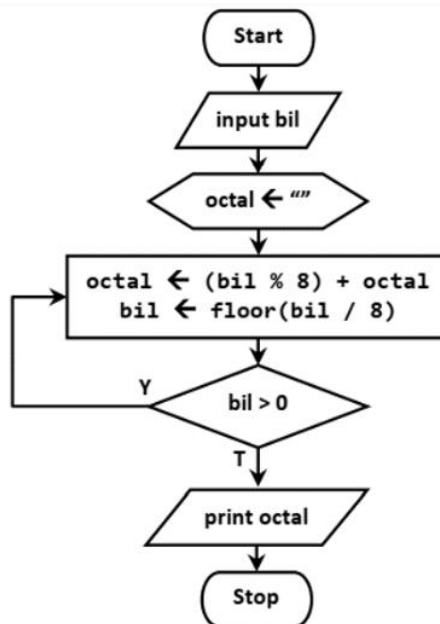 Start
input bil
octal ← “”
octal ← (bil % 8) + octal
bil ← floor(bil / 8)
Y
bil > 0
T
print octal
Stop